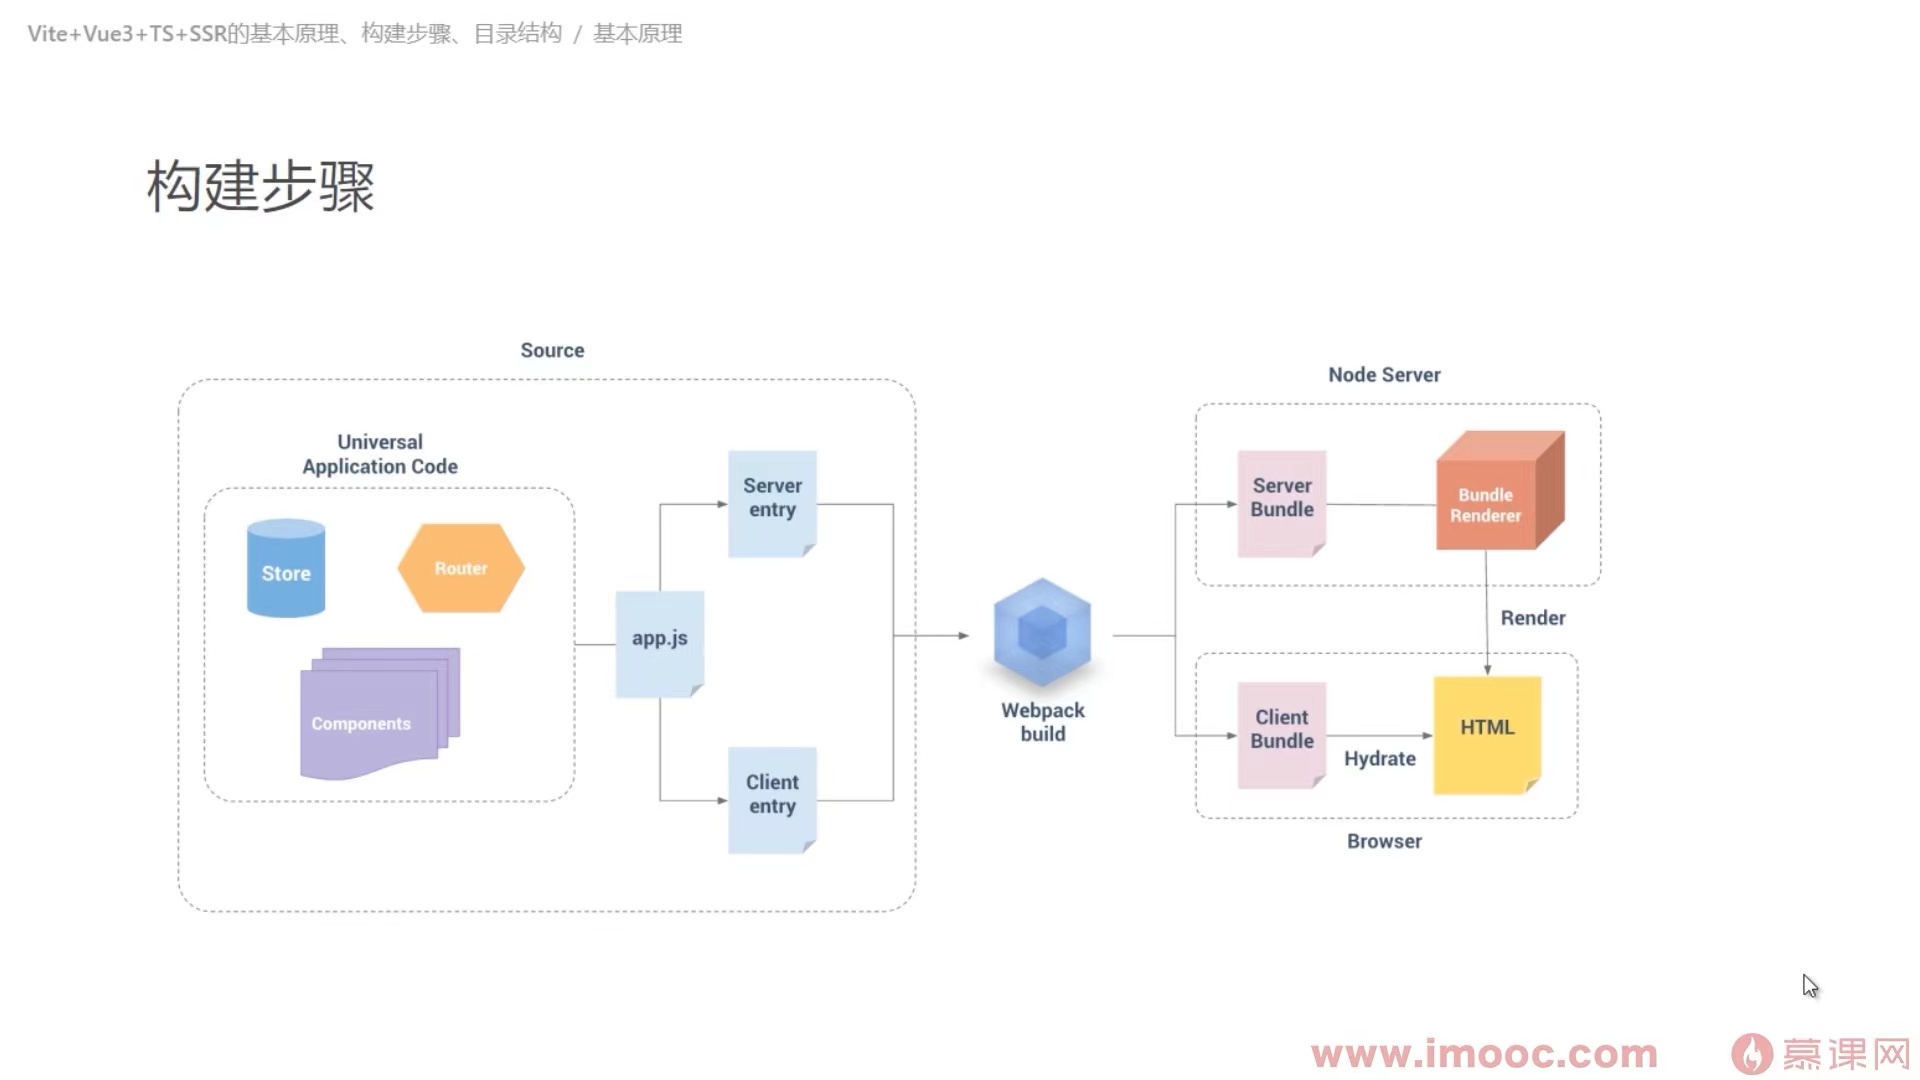 Vite+Vue3+TS+SSR的基本原理、构建步骤、目录结构 / 基本原理
构建步骤
Source
Universal
Application Code
Store
Router
Components
app.js
Server
entry
Client
entry
Webpack
build
Node Server
Server
Bundle
Bundle
Renderer
Render
Client
Bundle
Hydrate
HTML
Browser
www.imooc.com
慕课网